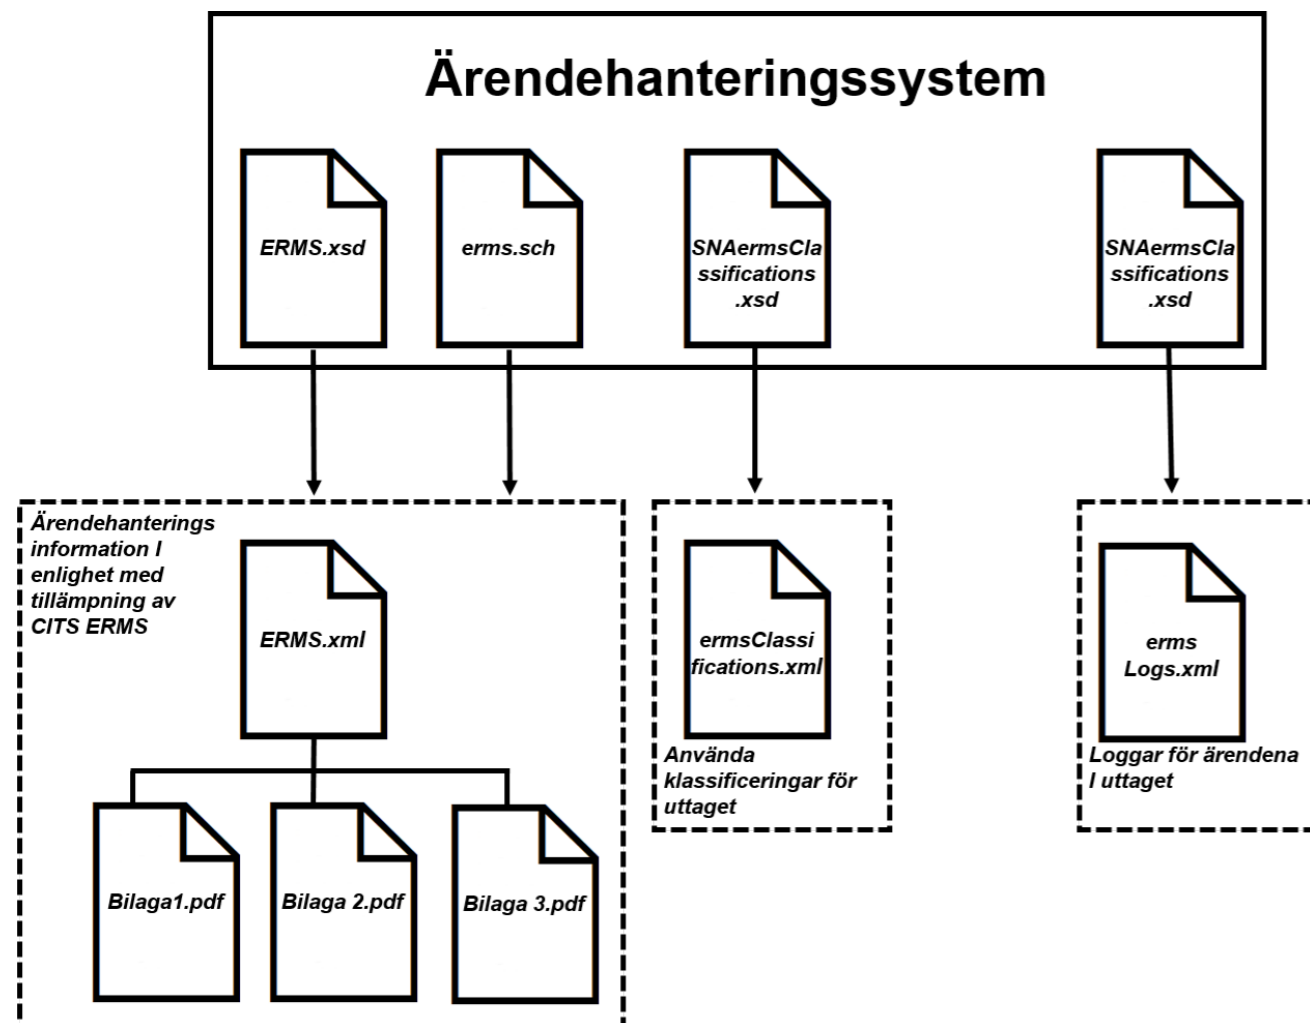 Ärendehanteringssystem
ERMS.xsd
erms.sch
SNAermsCla
ssifications
.xsd
SNAermsCla
ssifications
.xsd
Ärendehanterings
information I
enlighet med
tillämpning av
CITS ERMS
ERMS.xml
ermsClassi
fications.xml
Använda
klassificeringar för
uttaget
erms
Logs.xml
Loggar för ärendena
I uttaget
Bilaga1.pdf
Bilaga 2.pdf
Bilaga 3.pdf